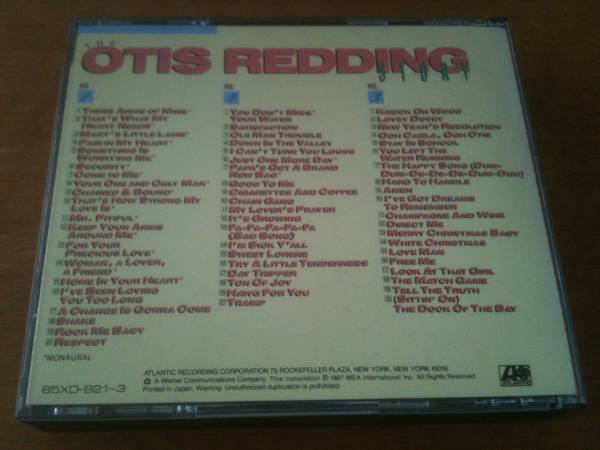 THE
OTIS REDDING
STORY
These Arms of Mine*
That's What My
Heart Needs*
Mary's Little Lamb*
Pain in My Heart*
Something Is
Worrying Me*
Security*
Come to Me*
Your One and Only Man*
Chained & Bound*
That's How Strong My
Love Is*
Mr. Pitiful*
Keep Your Arms
Around Me*
For Your
Precious Love*
Woman, a Lover,
a Friend*
Home in Your Heart*
I've Been Loving
You Too Long
A Change Is Gonna Come
Shake
Rock Me Baby
Respect
You Don't Miss
Your Water
Satisfaction
Ole Man Trouble
Down in the Valley
I Can't Turn You Loose
Just One More Day*
Papa's Got a Brand
New Bag*
Good to Me
Cigarettes and Coffee
Chain Gang
My Lover's Prayer
It's Growing
Fa-Fa-Fa-Fa-Fa
(Sad Song)
I'm Sick Y'all
Sweet Lorene
Try a Little Tenderness
Day Tripper
Ton of Joy
Hawg For You
Tramp
Knock On Wood
Lovey Dovey
New Year's Resolution
Ooh Carla, Ooh Otis
Stay in School
You Left the
Water Running
The Happy Song (Dum-
Dum-De-De-De-Dum-Dum)
Hard to Handle
Amen
I've Got Dreams
to Remember
Champagne and Wine
Direct Me
Merry Christmas Baby
White Christmas
Love Man
Free Me
Look At That Girl
The Match Game
Tell the Truth
(Sittin' On)
The Dock Of The Bay
*MONAURAL
85XD-921~3
ATLANTIC RECORDING CORPORATION 75 ROCKEFELLER PLAZA, NEW YORK, NEW YORK, 10019
A Warner Communications Company. This compilation ℗ 1987 WEA International Inc. All Rights Reserved.
Printed in Japan. Warning: Unauthorized duplication is prohibited.
ATLANTIC